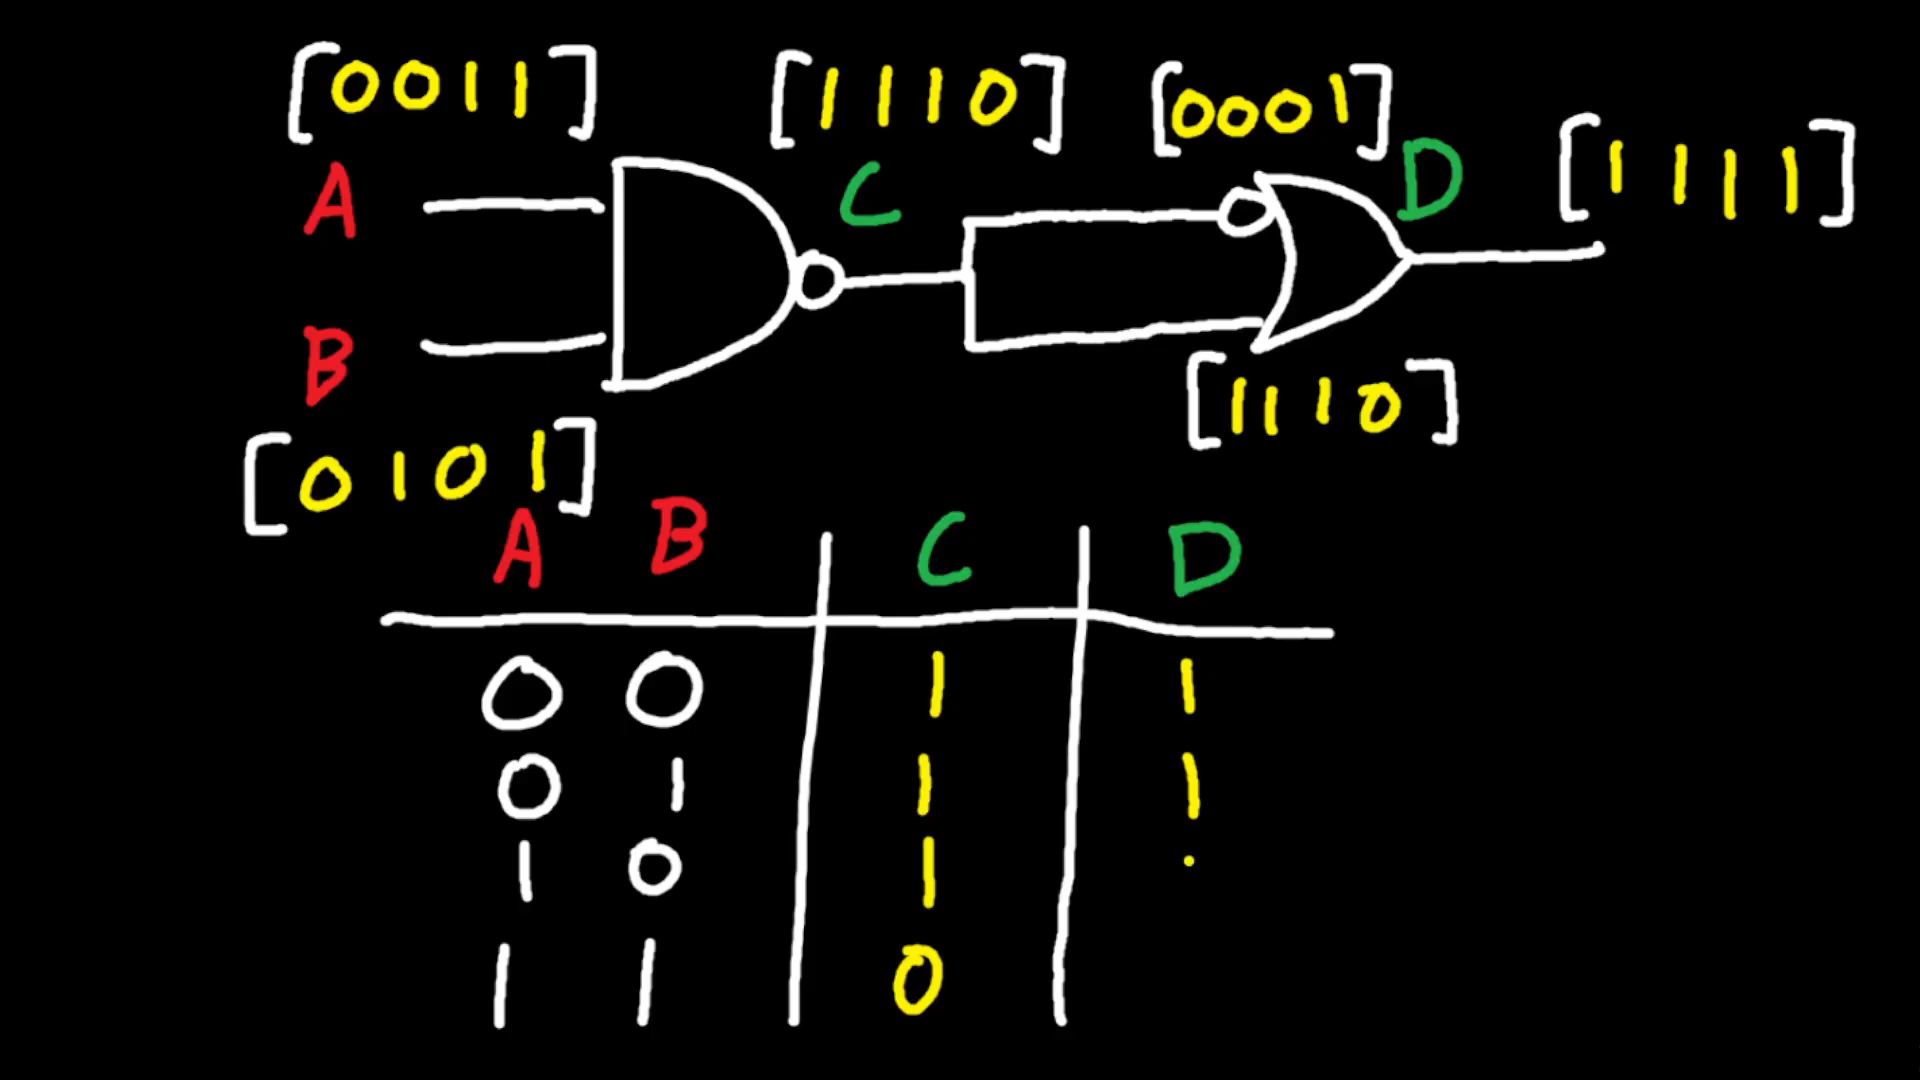 [0011] [1110] [0001] [1111]
A C D
B
[1110]
[0101]
A B C D
0 0 1 1
0 1 1 1
1 0 1
1 1 0